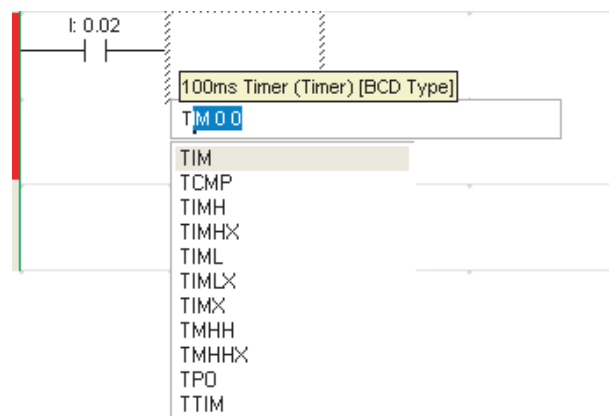 I: 0.02
100ms Timer (Timer) [BCD Type]
TIM 0 0
TIM
TCMP
TIMH
TIMHX
TIML
TIMLX
TIMX
TMHH
TMHHX
TPO
TTIM